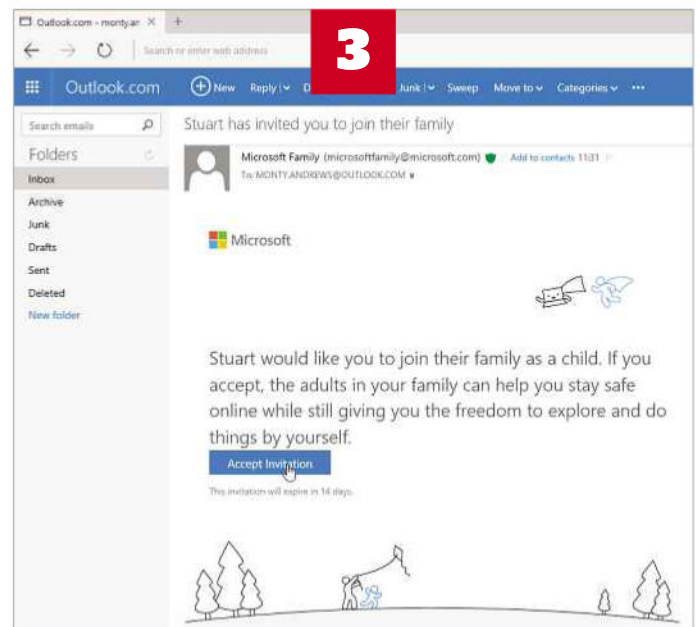 Outlook.com - monty.an × +
3
Search or enter web address
Outlook.com New Reply D Junk Sweep Move to Categories •••
Search emails
Folders
Inbox
Archive
Junk
Drafts
Sent
Deleted
New folder
Stuart has invited you to join their family
Microsoft Family (microsoftfamily@microsoft.com) Add to contacts 11:31
To: MONTY.ANDREWS@OUTLOOK.COM
Microsoft
Stuart would like you to join their family as a child. If you
accept, the adults in your family can help you stay safe
online while still giving you the freedom to explore and do
things by yourself.
Accept Invitation
This invitation will expire in 14 days.